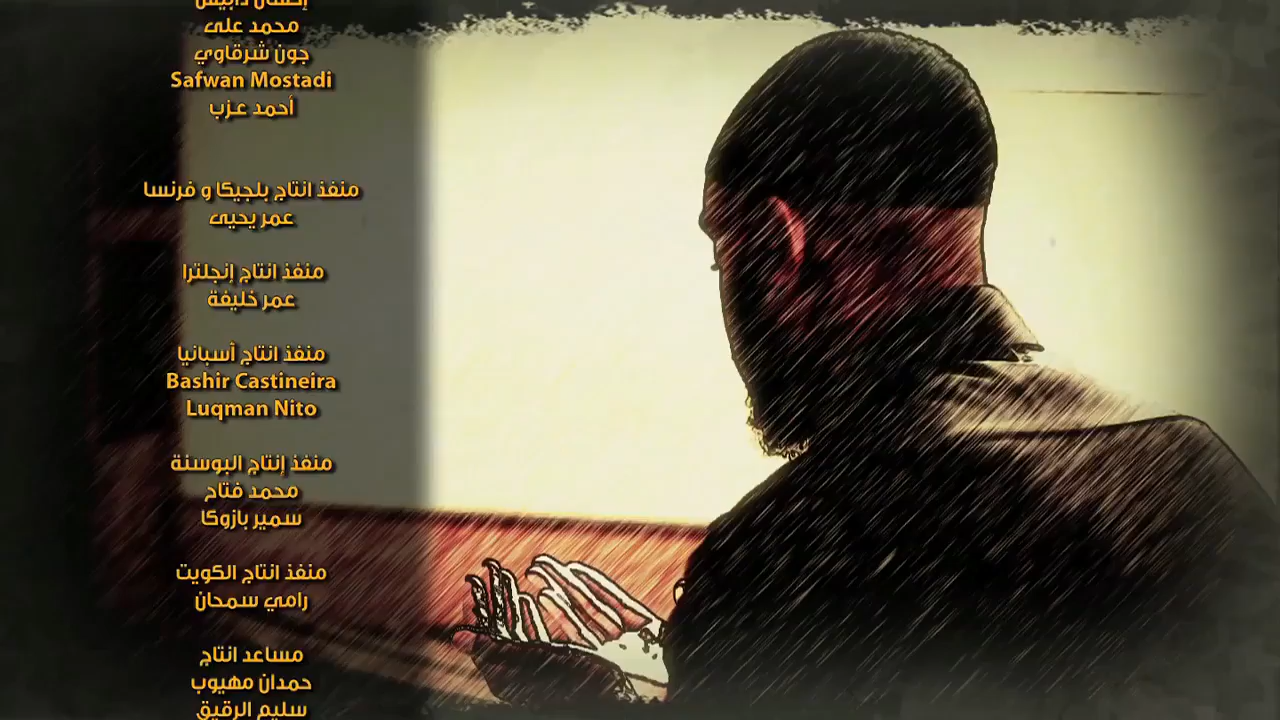 محمد على
جون شرقاوي
Safwan Mostadi
أحمد عزب
منفذ انتاج بلجيكا و فرنسا
عمر يحيى
منفذ انتاج إنجلترا
عمر خليفة
منفذ انتاج أسبانيا
Bashir Castineira
Luqman Nito
منفذ إنتاج البوسنة
محمد فتاح
سمير بازوكا
منفذ انتاج الكويت
رامي سمحان
مساعد انتاج
حمدان مهيوب
سليم الرقيق